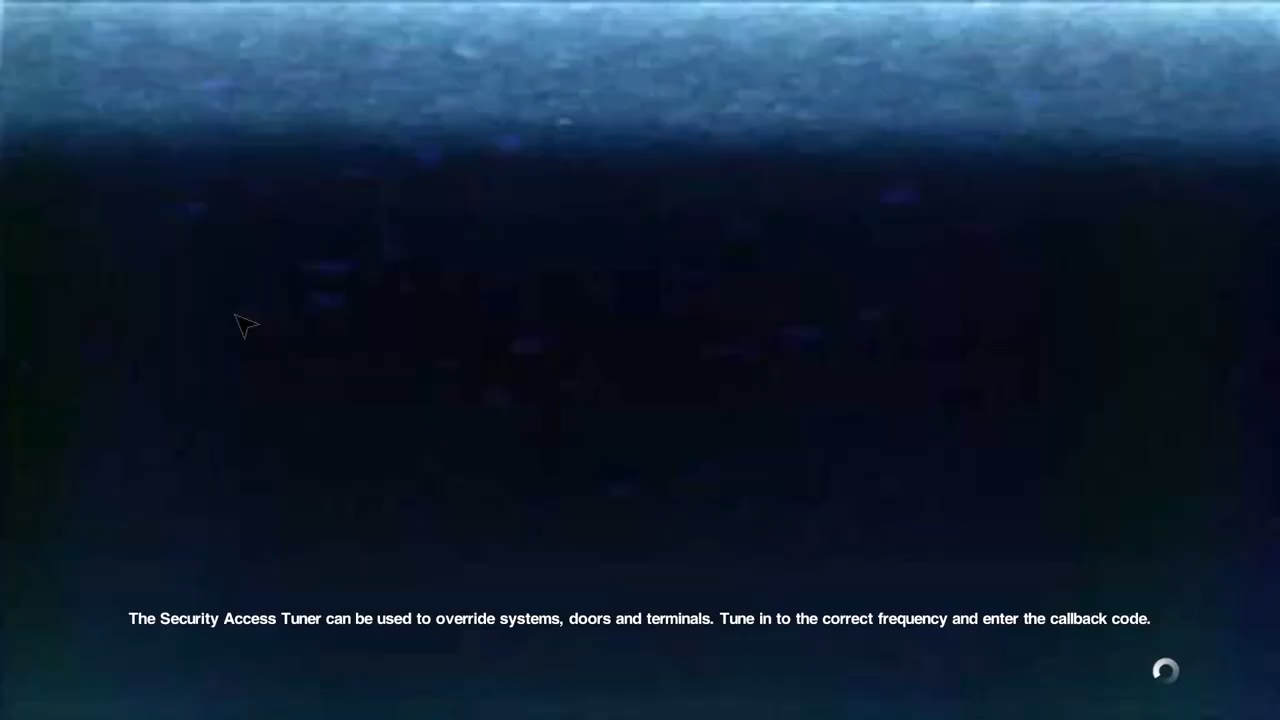 The Security Access Tuner can be used to override systems, doors and terminals. Tune in to the correct frequency and enter the callback code.